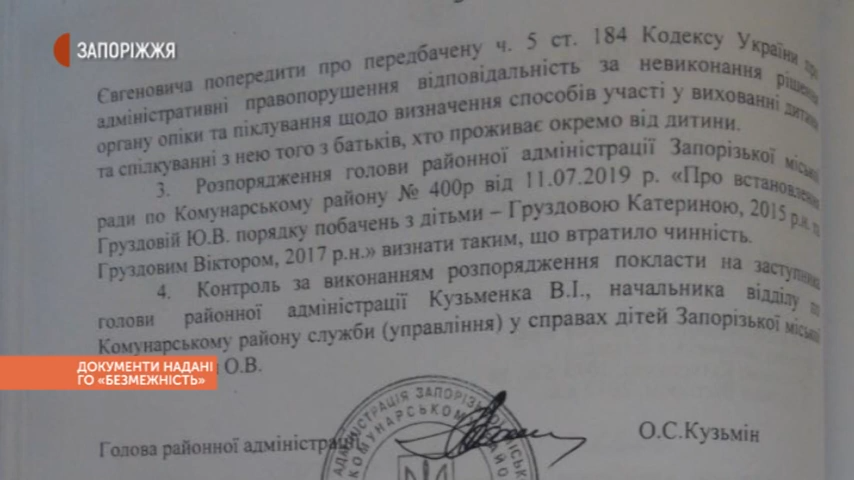 ЗАПОРІЖЖЯ
Євгеновича попередити про передбачену ч. 5 ст. 184 Кодексу України про
адміністративні правопорушення відповідальність за невиконання рішення
органу опіки та піклування щодо визначення способів участі у вихованні дитини
та спілкуванні з нею того з батьків, хто проживає окремо від дитини.
3. Розпорядження голови районної адміністрації Запорізької міської
ради по Комунарському району № 400р від 11.07.2019 р. «Про встановлення
Груздовій Ю.В. порядку побачень з дітьми – Груздовою Катериною, 2015 р.н. та
Груздовим Віктором, 2017 р.н.» визнати таким, що втратило чинність.
4. Контроль за виконанням розпорядження покласти на заступника
голови районної адміністрації Кузьменка В.І., начальника відділу по
Комунарському району служби (управління) у справах дітей Запорізької міської
О.В.
ДОКУМЕНТИ НАДАНІ
ГО «БЕЗМЕЖНІСТЬ»
Голова районної адміністрації
О.С.Кузьмін